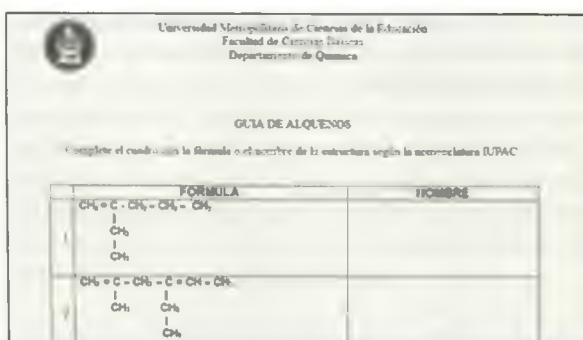 Universidad Metropolitana de Ciencias de la Educación
Facultad de Ciencias Básicas
Departamento de Química
GUIA DE ALQUENOS
Complete el cuadro con la fórmula o el nombre de la estructura según la nomenclatura IUPAC
FORMULA NOMBRE
CH₂ = C - CH₂ - CH₂ - CH₃
CH₂
CH₃
CH₂ = C - CH₂ - C = CH - CH₃
CH₃ CH₂
CH₃